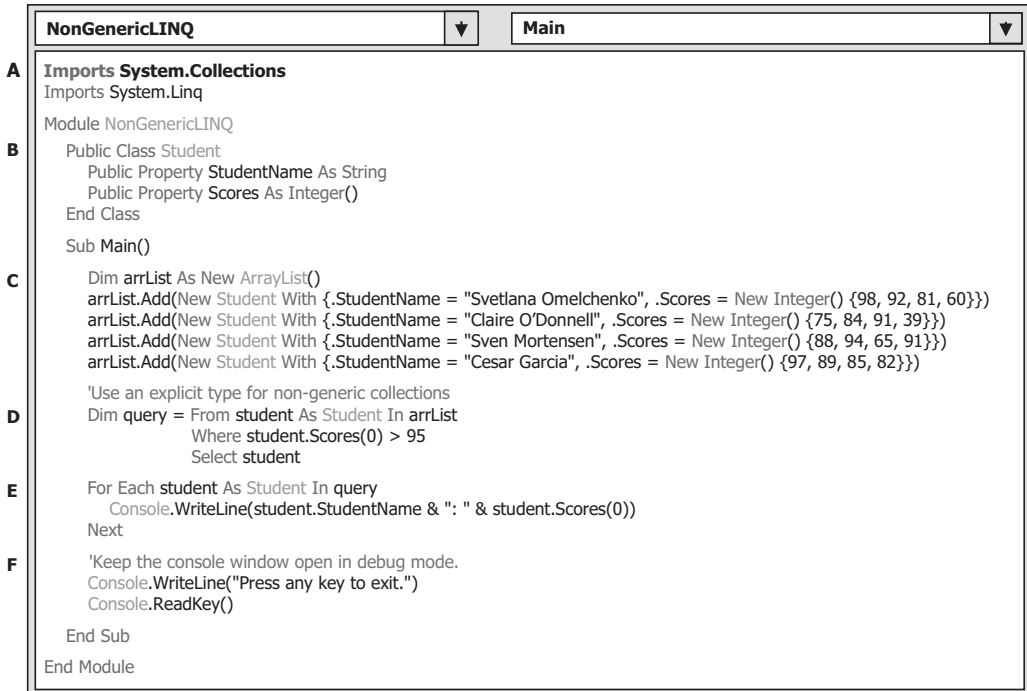 NonGenericLINQ Main
A Imports System.Collections
Imports System.Linq
Module NonGenericLINQ
B Public Class Student
Public Property StudentName As String
Public Property Scores As Integer()
End Class
Sub Main()
C Dim arrList As New ArrayList()
arrList.Add(New Student With {.StudentName = "Svetlana Omelchenko", .Scores = New Integer() {98, 92, 81, 60}})
arrList.Add(New Student With {.StudentName = "Claire O'Donnell", .Scores = New Integer() {75, 84, 91, 39}})
arrList.Add(New Student With {.StudentName = "Sven Mortensen", .Scores = New Integer() {88, 94, 65, 91}})
arrList.Add(New Student With {.StudentName = "Cesar Garcia", .Scores = New Integer() {97, 89, 85, 82}})
'Use an explicit type for non-generic collections
D Dim query = From student As Student In arrList
Where student.Scores(0) > 95
Select student
E For Each student As Student In query
Console.WriteLine(student.StudentName & ": " & student.Scores(0))
Next
F 'Keep the console window open in debug mode.
Console.WriteLine("Press any key to exit.")
Console.ReadKey()
End Sub
End Module